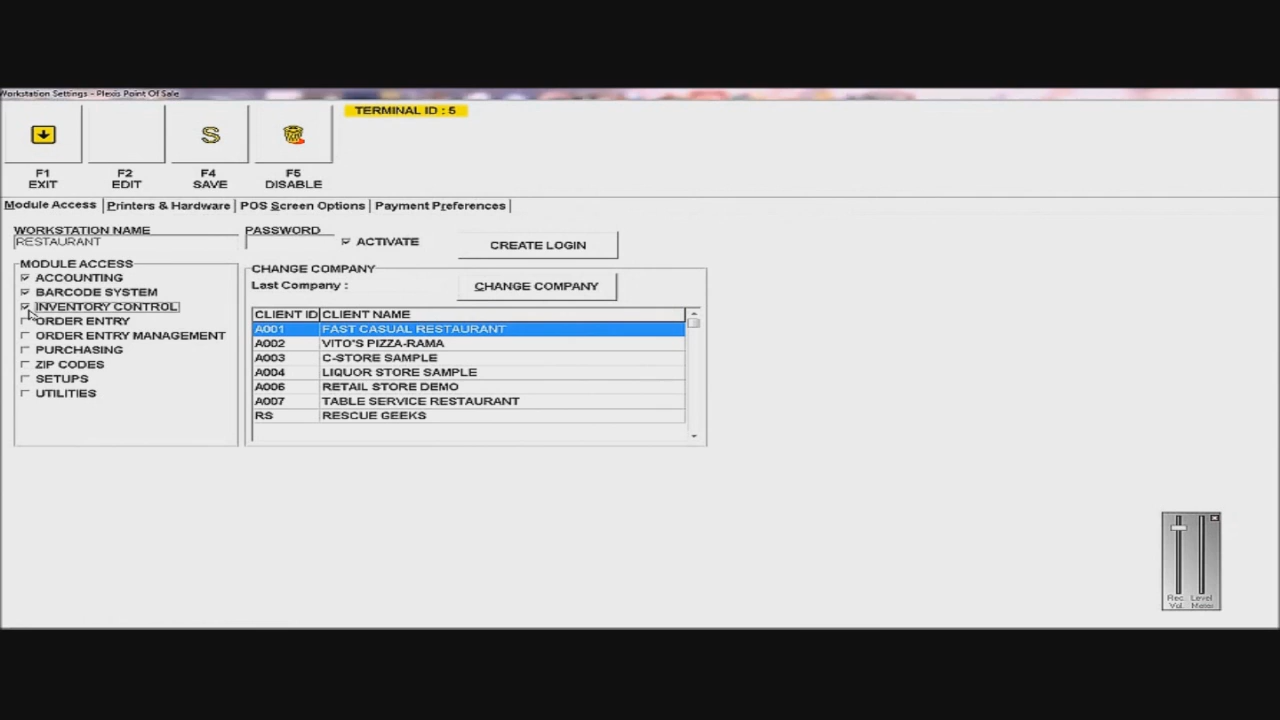 Workstation Settings - Plexis Point Of Sale
TERMINAL ID : 5
S
F1 F2 F4 F5
EXIT EDIT SAVE DISABLE
Module Access Printers & Hardware POS Screen Options Payment Preferences
WORKSTATION NAME PASSWORD
RESTAURANT ACTIVATE CREATE LOGIN
MODULE ACCESS
ACCOUNTING
BARCODE SYSTEM
INVENTORY CONTROL
ORDER ENTRY
ORDER ENTRY MANAGEMENT
PURCHASING
ZIP CODES
SETUPS
UTILITIES
CHANGE COMPANY
Last Company : CHANGE COMPANY
CLIENT ID CLIENT NAME
A001 FAST CASUAL RESTAURANT
A002 VITO'S PIZZA-RAMA
A003 C-STORE SAMPLE
A004 LIQUOR STORE SAMPLE
A006 RETAIL STORE DEMO
A007 TABLE SERVICE RESTAURANT
RS RESCUE GEEKS
Rec. Level
Vol. Meter